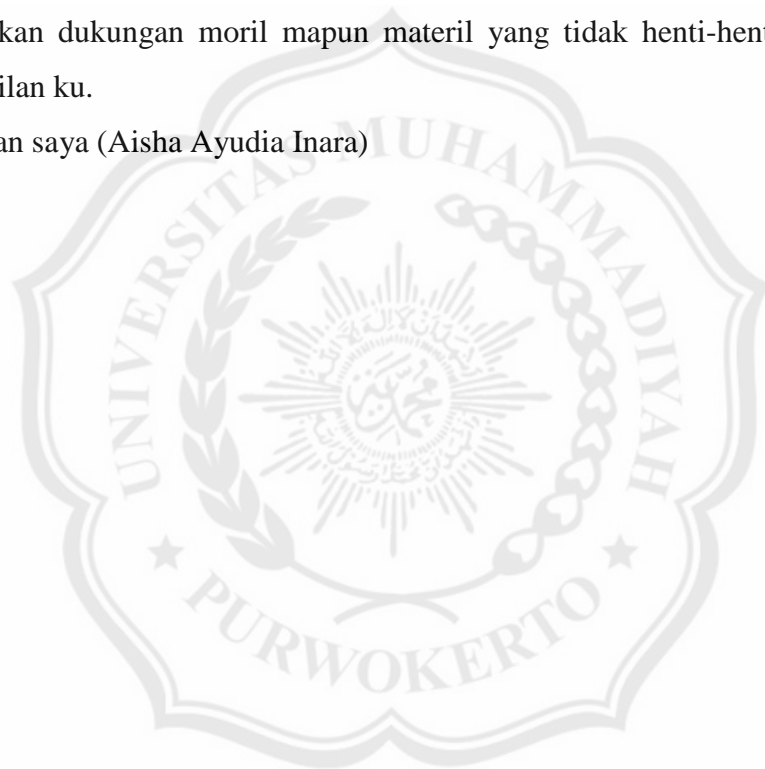 kan dukungan moril mapun materil yang tidak henti-hent
ilan ku.
an saya (Aisha Ayudia Inara)
UNIVERSITAS MUHAMMADIYAH
PURWOKERTO